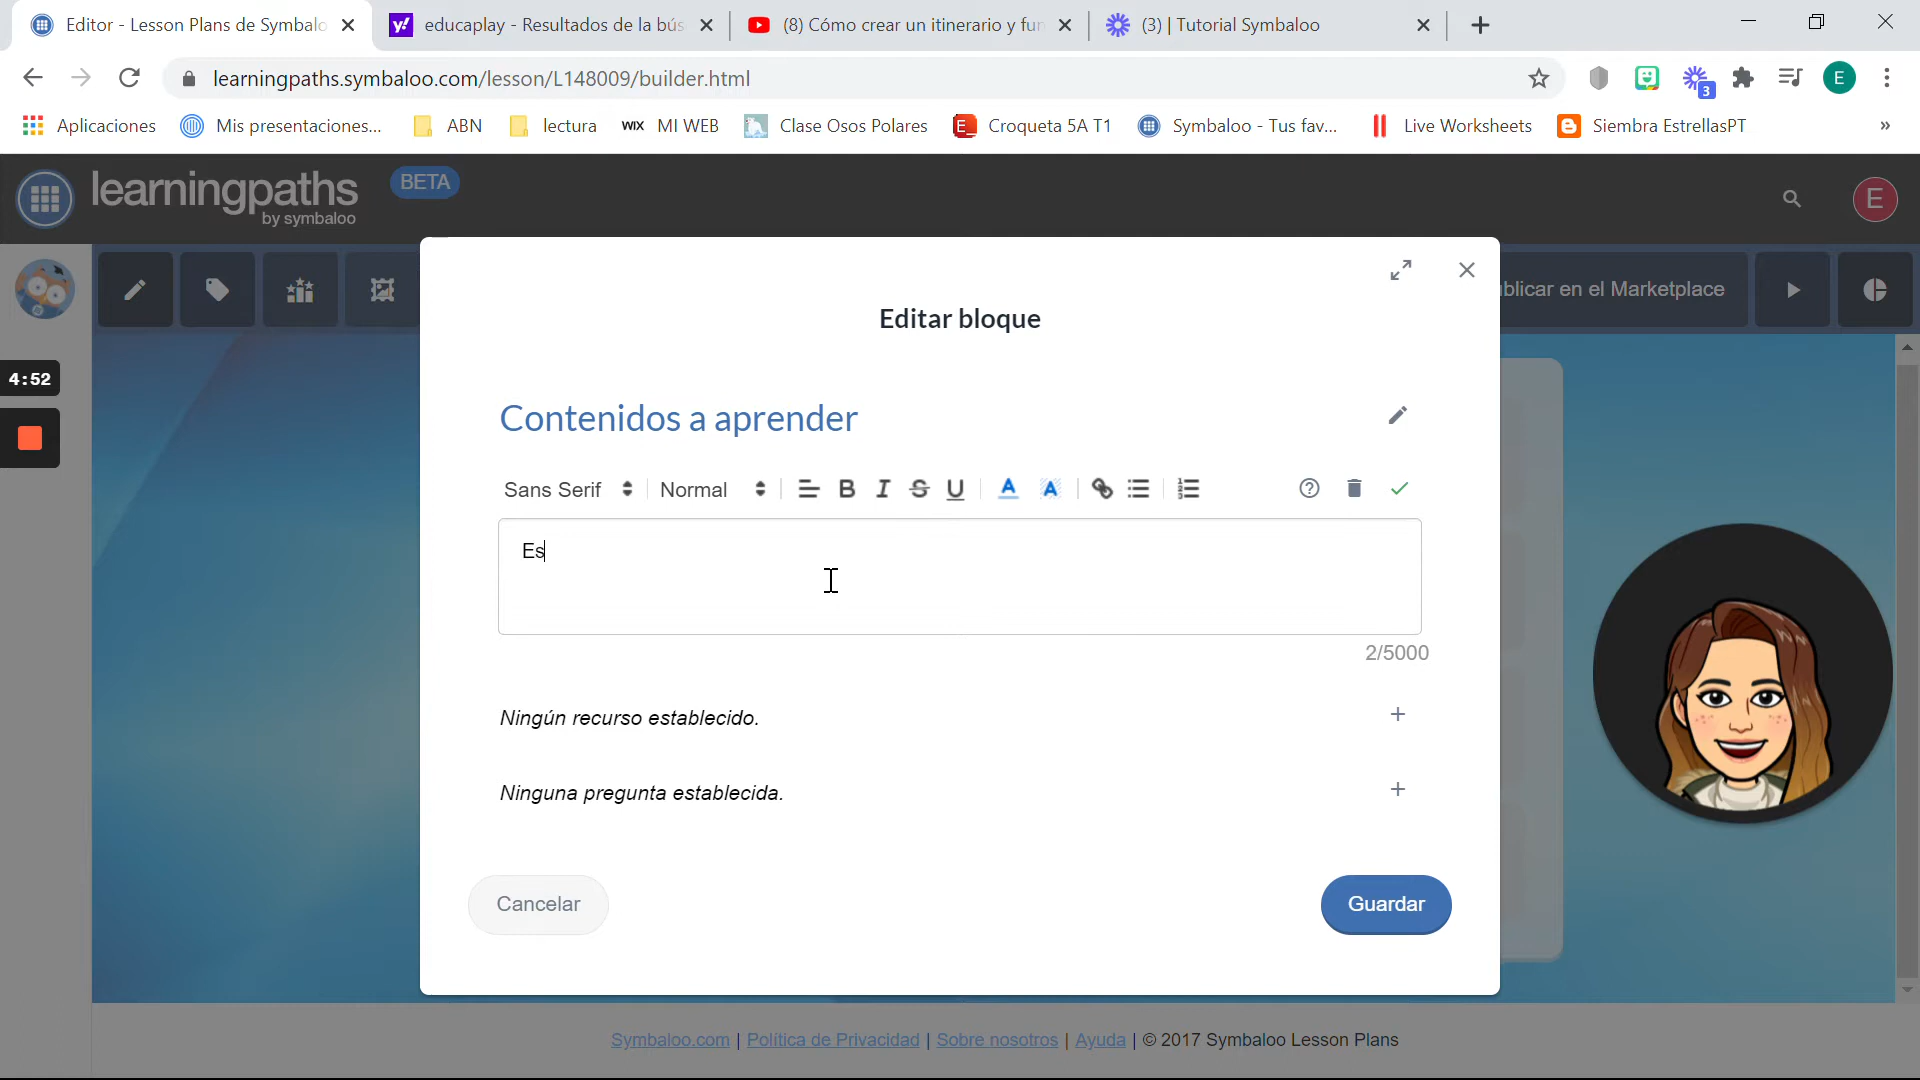 Editor - Lesson Plans de Symbalo
educaplay - Resultados de la bús
(8) Cómo crear un itinerario y fun
(3) | Tutorial Symbaloo
learningpaths.symbaloo.com/lesson/L148009/builder.html
3
E
Aplicaciones
Mis presentaciones...
ABN
lectura
WIX MI WEB
Clase Osos Polares
Croqueta 5A T1
Symbaloo - Tus fav...
Live Worksheets
Siembra EstrellasPT
»
learningpaths
by symbaloo
BETA
E
blicar en el Marketplace
4:52
Editar bloque
Contenidos a aprender
Sans Serif
Normal
Es
2/5000
Ningún recurso establecido.
Ninguna pregunta establecida.
Cancelar
Guardar
Symbaloo.com | Política de Privacidad | Sobre nosotros | Ayuda | © 2017 Symbaloo Lesson Plans